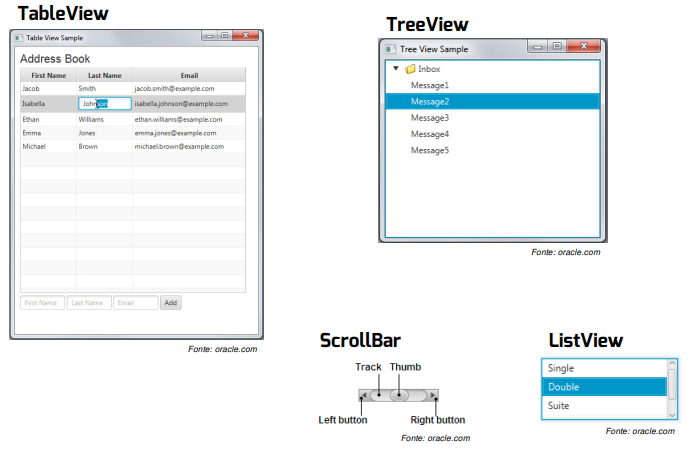 TableView
Table View Sample
Address Book
First Name Last Name Email
Jacob Smith jacob.smith@example.com
Isabella Johnson isabella.johnson@example.com
Ethan Williams ethan.williams@example.com
Emma Jones emma.jones@example.com
Michael Brown michael.brown@example.com
First Name Last Name Email Add
Fonte: oracle.com
TreeView
Tree View Sample
Inbox
Message1
Message2
Message3
Message4
Message5
Fonte: oracle.com
ScrollBar
Track Thumb
Left button Right button
Fonte: oracle.com
ListView
Single
Double
Suite
Fonte: oracle.com